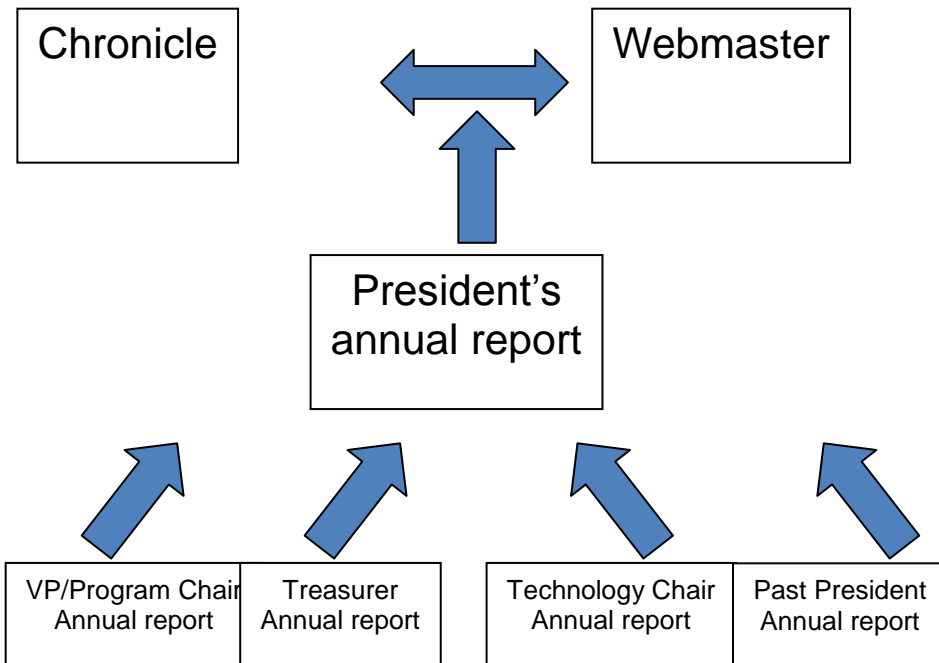 Chronicle
Webmaster
President’s
annual report
VP/Program Chair
Annual report
Treasurer
Annual report
Technology Chair
Annual report
Past President
Annual report